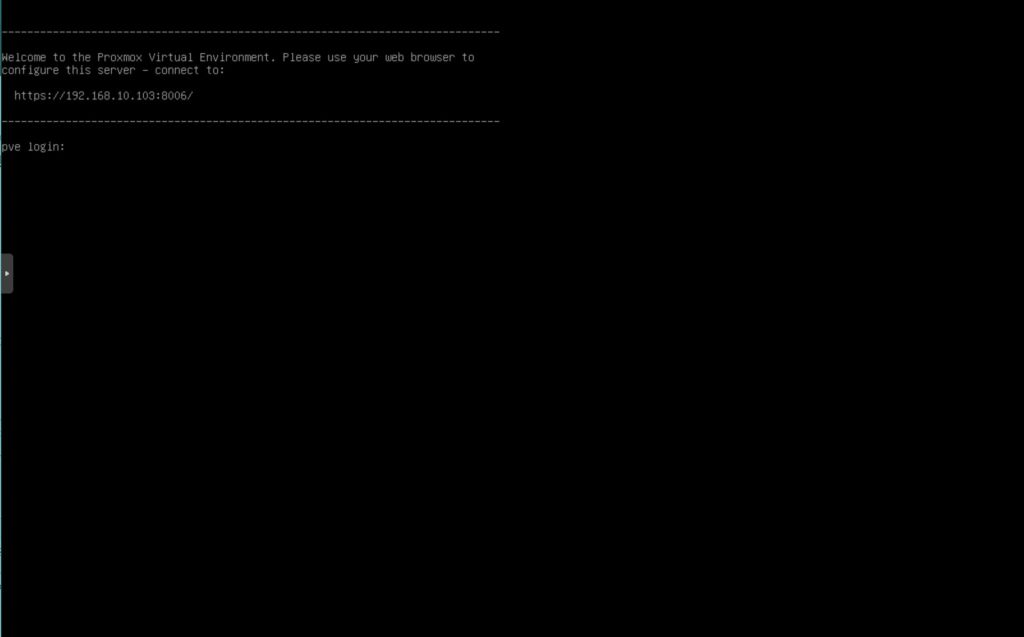 ------------------------------------------------------------------------------
Welcome to the Proxmox Virtual Environment. Please use your web browser to
configure this server - connect to:
https://192.168.10.103:8006/
------------------------------------------------------------------------------
pve login: